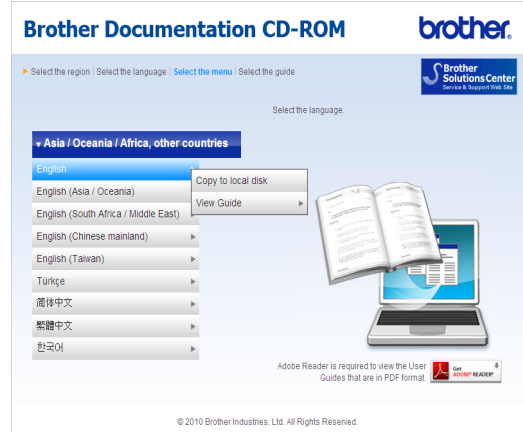 Brother Documentation CD-ROM
brother.
Select the region | Select the language | Select the menu | Select the guide
Brother
Solutions Center
Service & Support Web Site
Select the language.
Asia / Oceania / Africa, other countries
English
Copy to local disk
English (Asia / Oceania)
View Guide
English (South Africa / Middle East)
English (Chinese mainland)
English (Taiwan)
Türkçe
简体中文
繁體中文
한국어
Adobe Reader is required to view the User
Guides that are in PDF format.
Get
ADOBE® READER®
© 2010 Brother Industries, Ltd. All Rights Reserved.